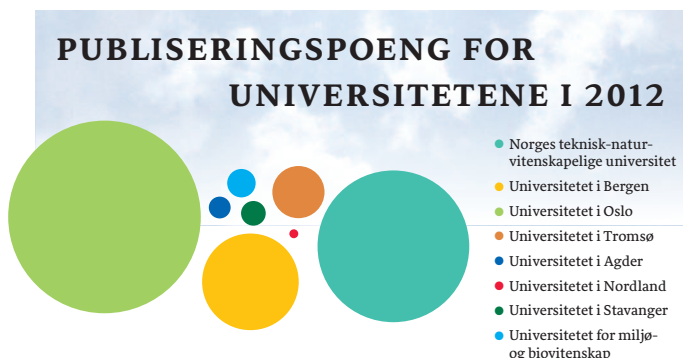 PUBLISERINGSPOENG FOR
UNIVERSITETENE I 2012
Norges teknisk-natur-
vitenskapelige universitet
Universitetet i Bergen
Universitetet i Oslo
Universitetet i Tromsø
Universitetet i Agder
Universitetet i Nordland
Universitetet i Stavanger
Universitetet for miljø-
og biovitenskap